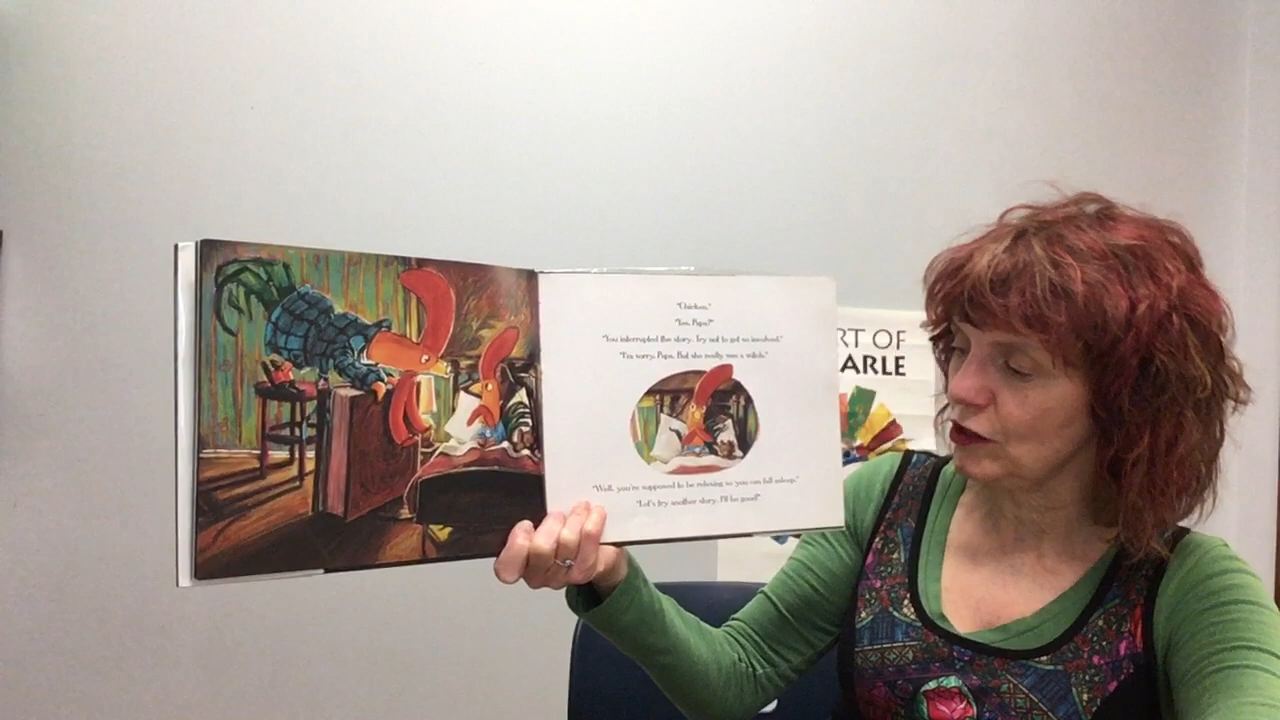 "Chicken."
"Yes, Papa?"
"You interrupted the story. Try not to get so involved."
"I'm sorry, Papa. But she really was a witch."
"Well, you're supposed to be relaxing so you can fall asleep."
"Let's try another story. I'll be good!"
RT OF
ARLE